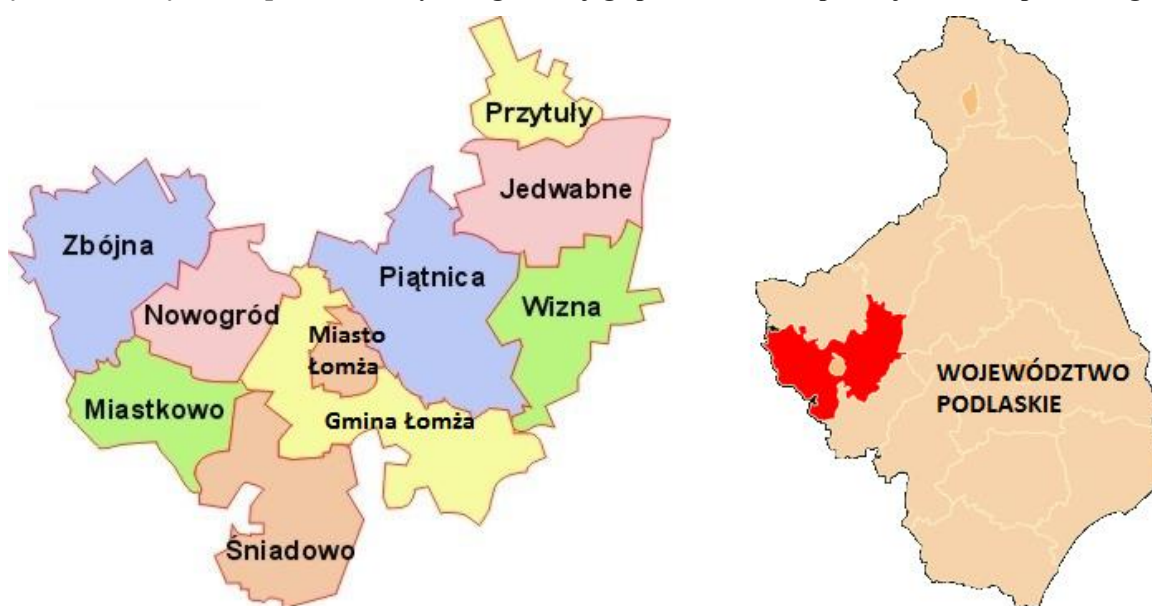 Przytuły
Jedwabne
Zbójna
Piątnica
Wizna
Nowogród
Miasto
Łomża
Miastkowo
Gmina Łomża
Śniadowo
WOJEWÓDZTWO
PODLASKIE